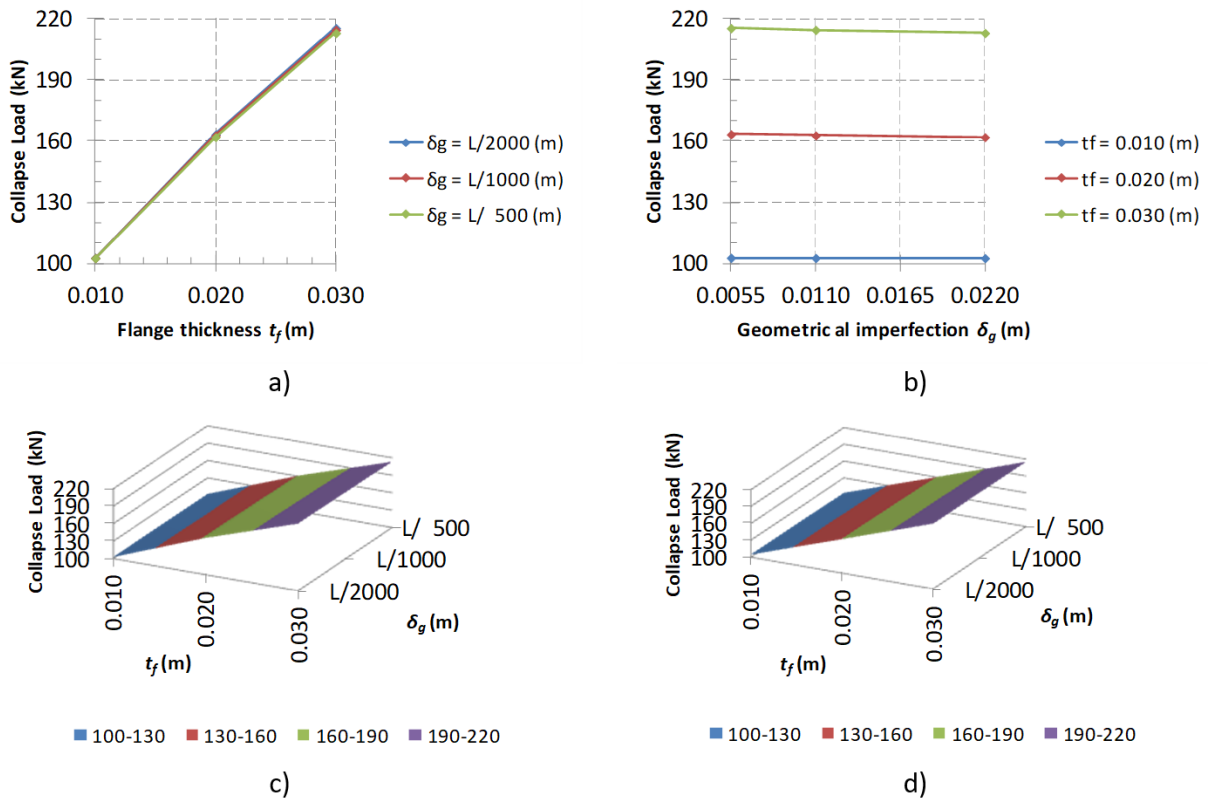 220
190
160
130
100
Collapse Load (kN)
0.010 0.020 0.030
Flange thickness tf (m)
δg = L/2000 (m)
δg = L/1000 (m)
δg = L/ 500 (m)
a)
220
190
160
130
100
Collapse Load (kN)
0.0055 0.0110 0.0165 0.0220
Geometric al imperfection δg (m)
tf = 0.010 (m)
tf = 0.020 (m)
tf = 0.030 (m)
b)
Collapse Load (kN)
220
190
160
130
100
0.010
0.020
0.030
tf (m)
L/ 500
L/1000
L/2000
δg (m)
100-130 130-160 160-190 190-220
c)
Collapse Load (kN)
220
190
160
130
100
0.010
0.020
0.030
tf (m)
L/ 500
L/1000
L/2000
δg (m)
100-130 130-160 160-190 190-220
d)